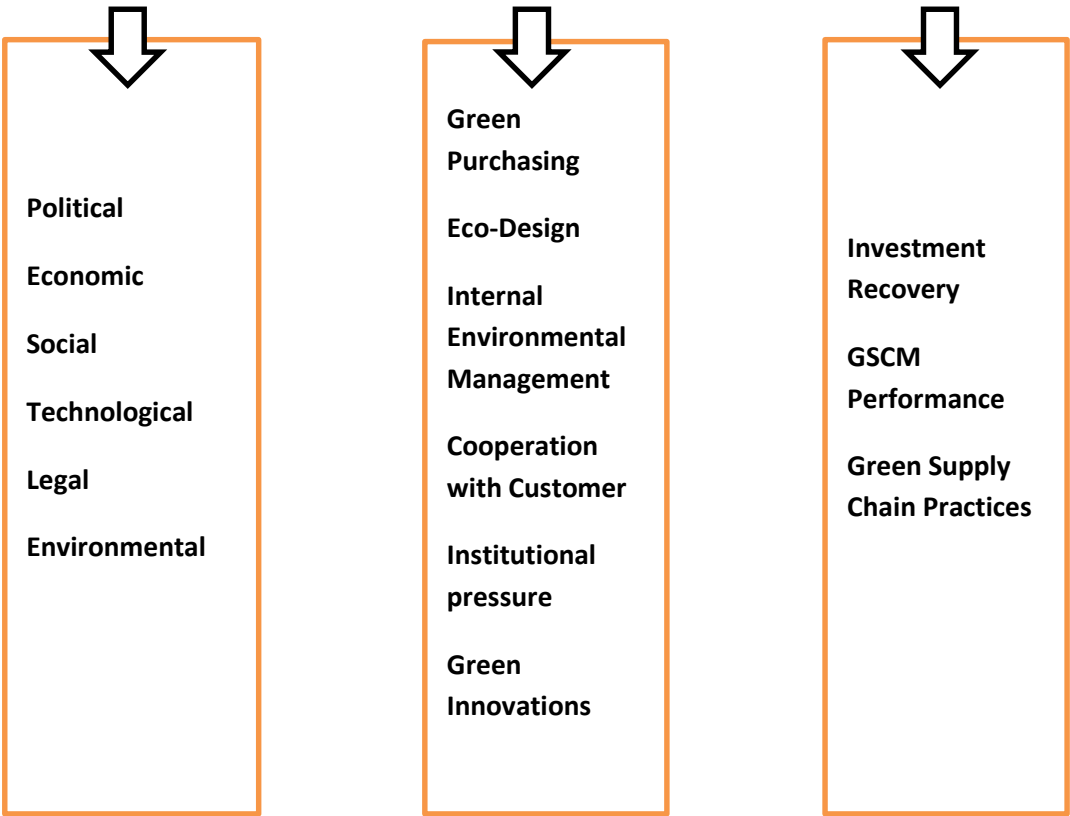 Political
Economic
Social
Technological
Legal
Environmental
Green
Purchasing
Eco-Design
Internal
Environmental
Management
Cooperation
with Customer
Institutional
pressure
Green
Innovations
Investment
Recovery
GSCM
Performance
Green Supply
Chain Practices